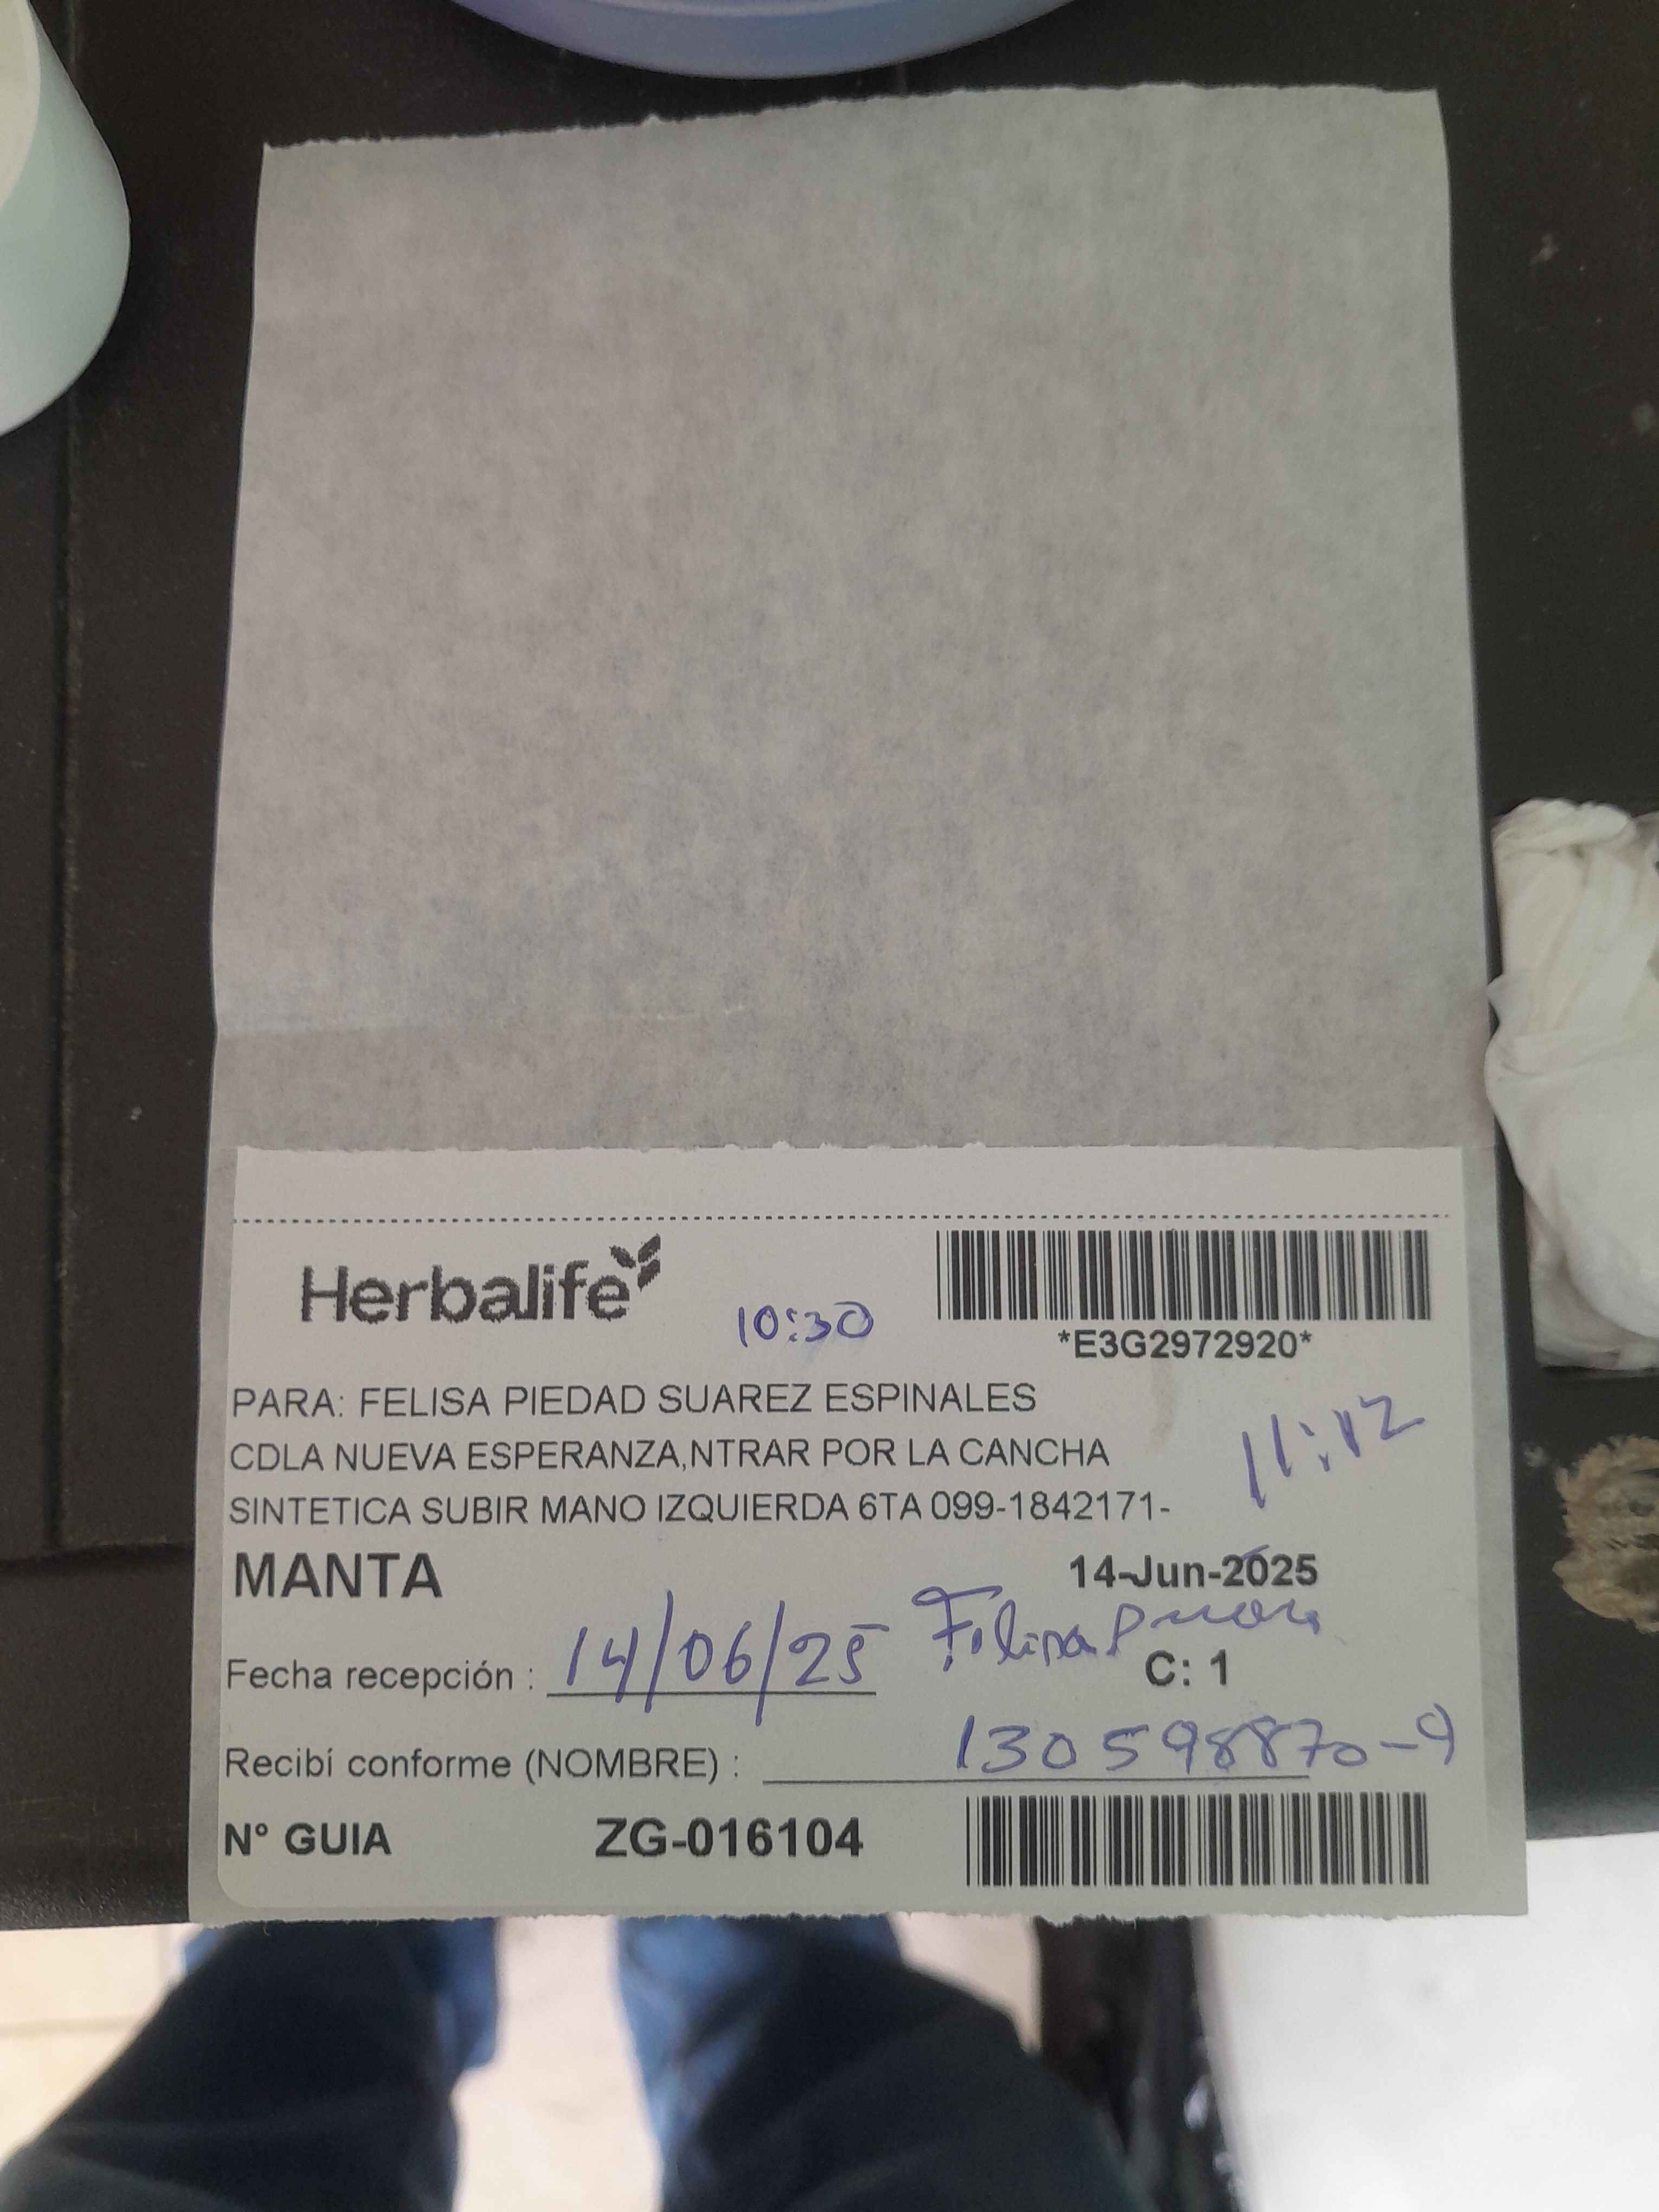 Herbalife
10:30
*E3G2972920*
PARA: FELISA PIEDAD SUAREZ ESPINALES
CDLA NUEVA ESPERANZA,NTRAR POR LA CANCHA
11:12
SINTETICA SUBIR MANO IZQUIERDA 6TA 099-1842171-
MANTA 14-Jun-2025
Felisa
Fecha recepción : 14/06/25 C: 1
Recibí conforme (NOMBRE) : 130598870-9
N° GUIA ZG-016104